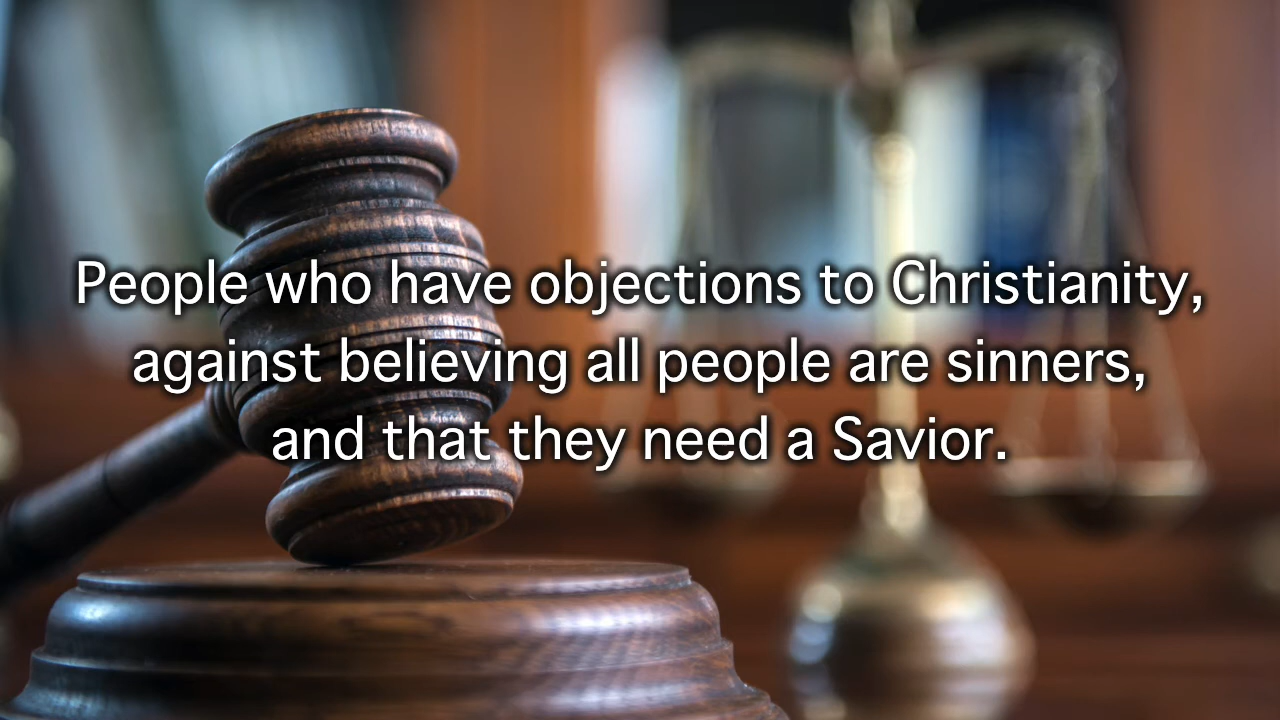 People who have objections to Christianity,
against believing all people are sinners,
and that they need a Savior.